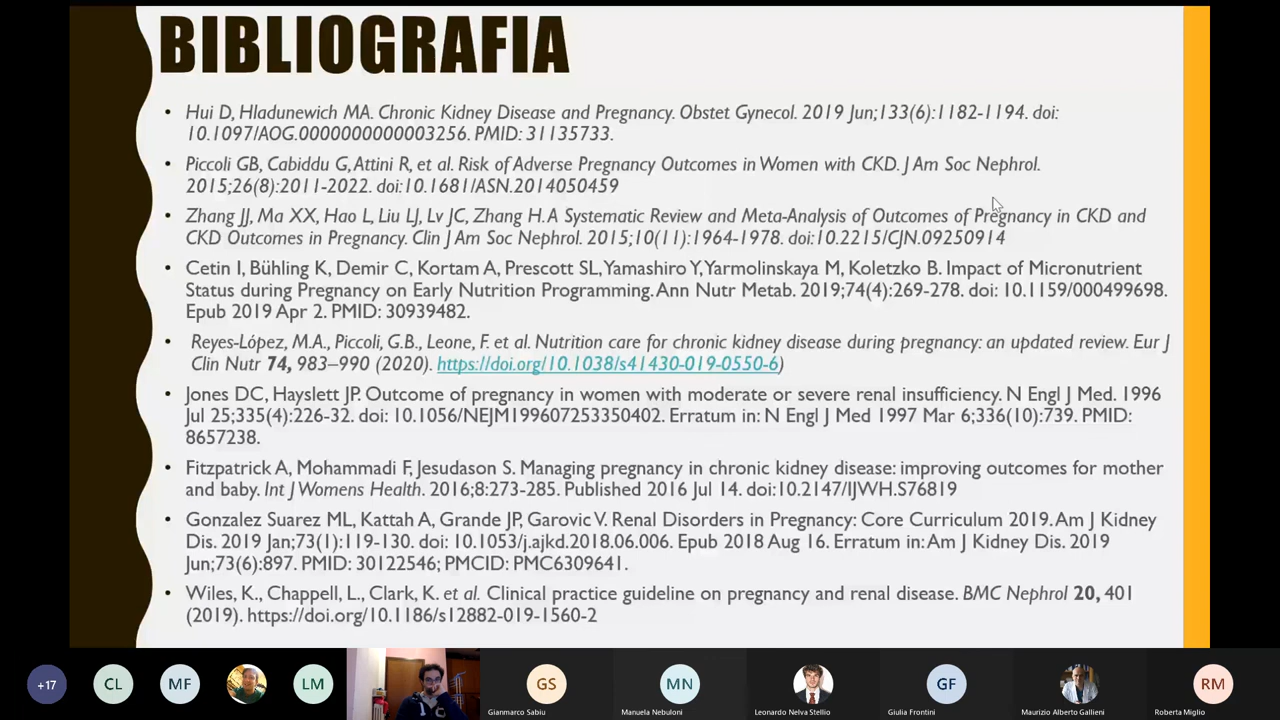 BIBLIOGRAFIA
• Hui D, Hladunewich MA. Chronic Kidney Disease and Pregnancy. Obstet Gynecol. 2019 Jun;133(6):1182-1194. doi:
10.1097/AOG.0000000000003256. PMID: 31135733.
• Piccoli GB, Cabiddu G, Attini R, et al. Risk of Adverse Pregnancy Outcomes in Women with CKD. J Am Soc Nephrol.
2015;26(8):2011-2022. doi:10.1681/ASN.2014050459
• Zhang JJ, Ma XX, Hao L, Liu LJ, Lv JC, Zhang H. A Systematic Review and Meta-Analysis of Outcomes of Pregnancy in CKD and
CKD Outcomes in Pregnancy. Clin J Am Soc Nephrol. 2015;10(11):1964-1978. doi:10.2215/CJN.09250914
• Cetin I, Bühling K, Demir C, Kortam A, Prescott SL, Yamashiro Y, Yarmolinskaya M, Koletzko B. Impact of Micronutrient
Status during Pregnancy on Early Nutrition Programming. Ann Nutr Metab. 2019;74(4):269-278. doi: 10.1159/000499698.
Epub 2019 Apr 2. PMID: 30939482.
• Reyes-López, M.A., Piccoli, G.B., Leone, F. et al. Nutrition care for chronic kidney disease during pregnancy: an updated review. Eur J
Clin Nutr 74, 983–990 (2020). https://doi.org/10.1038/s41430-019-0550-6)
• Jones DC, Hayslett JP. Outcome of pregnancy in women with moderate or severe renal insufficiency. N Engl J Med. 1996
Jul 25;335(4):226-32. doi: 10.1056/NEJM199607253350402. Erratum in: N Engl J Med 1997 Mar 6;336(10):739. PMID:
8657238.
• Fitzpatrick A, Mohammadi F, Jesudason S. Managing pregnancy in chronic kidney disease: improving outcomes for mother
and baby. Int J Womens Health. 2016;8:273-285. Published 2016 Jul 14. doi:10.2147/IJWH.S76819
• Gonzalez Suarez ML, Kattah A, Grande JP, Garovic V. Renal Disorders in Pregnancy: Core Curriculum 2019. Am J Kidney
Dis. 2019 Jan;73(1):119-130. doi: 10.1053/j.ajkd.2018.06.006. Epub 2018 Aug 16. Erratum in: Am J Kidney Dis. 2019
Jun;73(6):897. PMID: 30122546; PMCID: PMC6309641.
• Wiles, K., Chappell, L., Clark, K. et al. Clinical practice guideline on pregnancy and renal disease. BMC Nephrol 20, 401
(2019). https://doi.org/10.1186/s12882-019-1560-2
+17 CL MF LM GS MN GF RM
Gianmarco Sabiu Manuela Nebuloni Leonardo Nelva Stellio Giulia Frontini Maurizio Alberto Gallieni Roberta Miglio